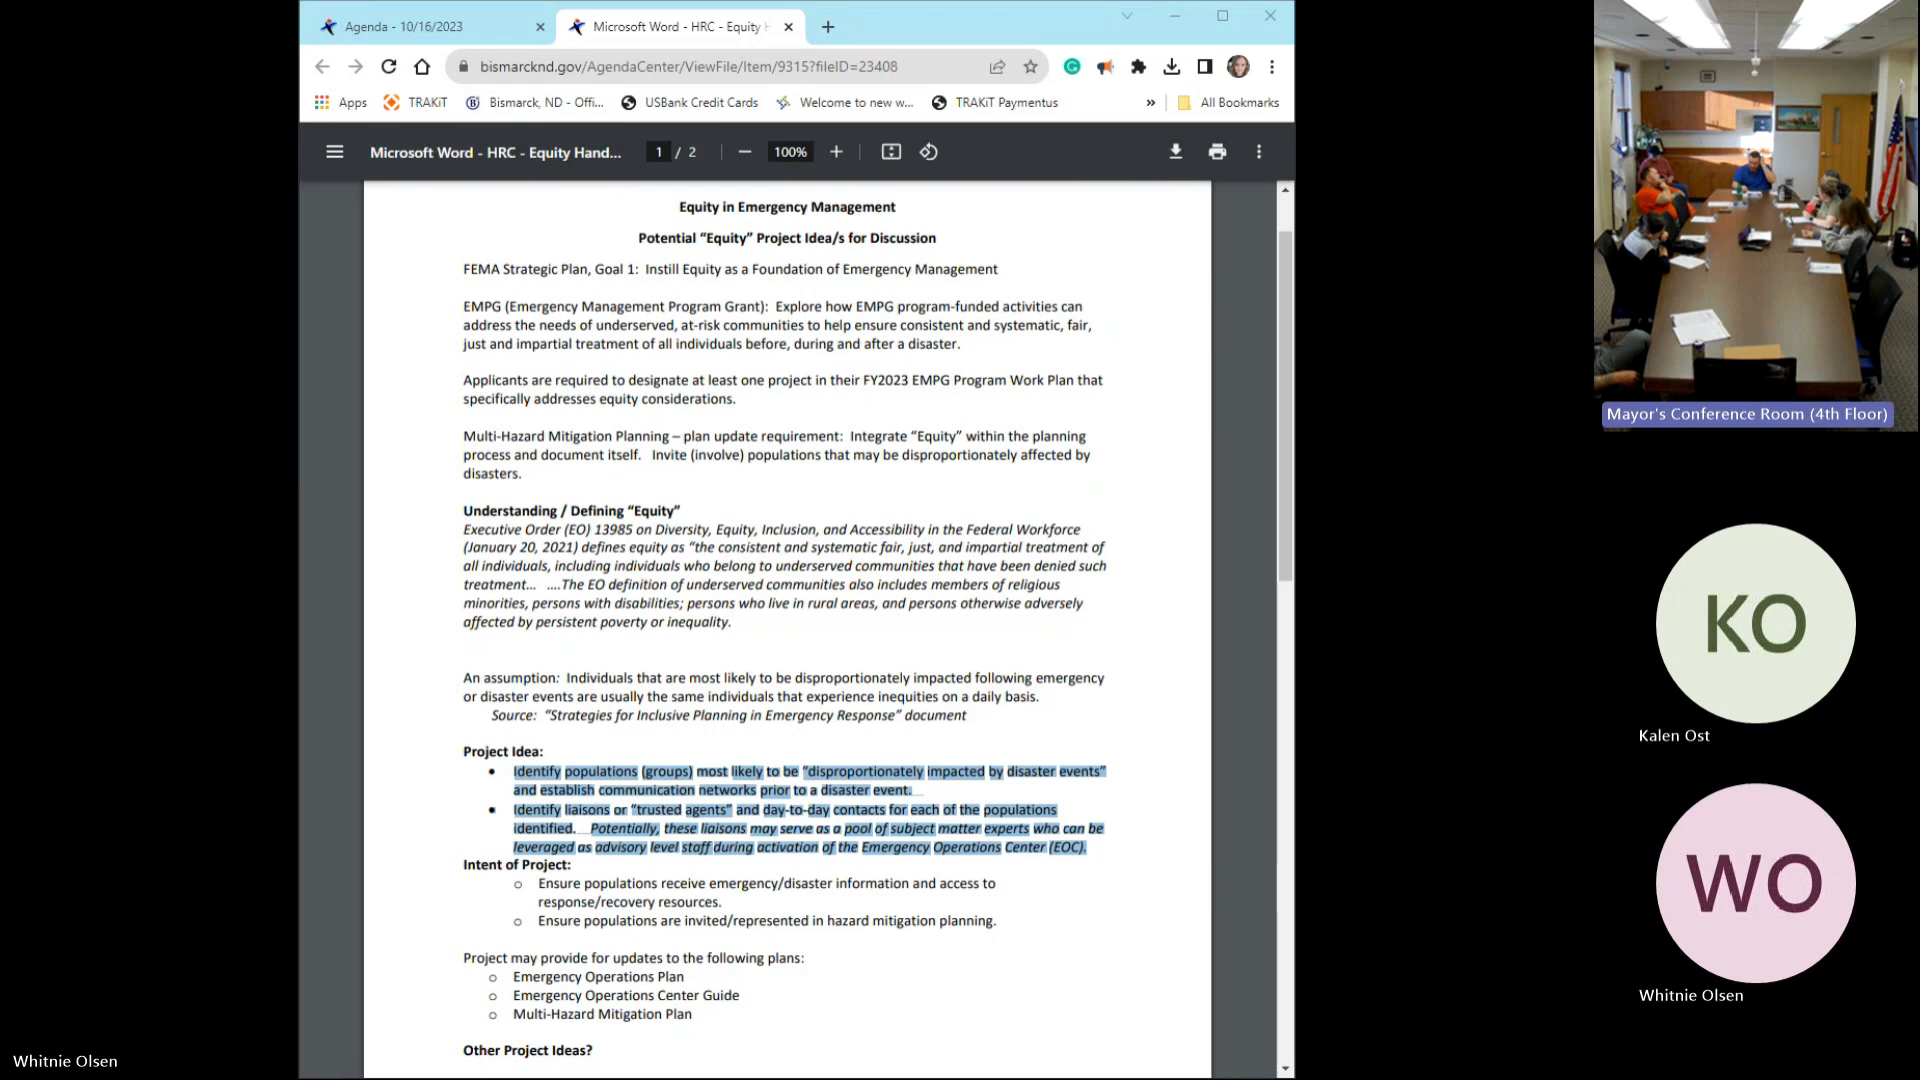 Agenda - 10/16/2023
Microsoft Word - HRC - Equity H
bismarcknd.gov/AgendaCenter/ViewFile/Item/9315?fileID=23408
Apps
TRAKiT
Bismarck, ND - Offi...
USBank Credit Cards
Welcome to new w...
TRAKiT Paymentus
»
All Bookmarks
Microsoft Word - HRC - Equity Hand...
1 / 2
100%
Equity in Emergency Management
Potential “Equity” Project Idea/s for Discussion
FEMA Strategic Plan, Goal 1: Instill Equity as a Foundation of Emergency Management
EMPG (Emergency Management Program Grant): Explore how EMPG program-funded activities can
address the needs of underserved, at-risk communities to help ensure consistent and systematic, fair,
just and impartial treatment of all individuals before, during and after a disaster.
Applicants are required to designate at least one project in their FY2023 EMPG Program Work Plan that
specifically addresses equity considerations.
Multi-Hazard Mitigation Planning – plan update requirement: Integrate “Equity” within the planning
process and document itself. Invite (involve) populations that may be disproportionately affected by
disasters.
Understanding / Defining “Equity”
Executive Order (EO) 13985 on Diversity, Equity, Inclusion, and Accessibility in the Federal Workforce
(January 20, 2021) defines equity as “the consistent and systematic fair, just, and impartial treatment of
all individuals, including individuals who belong to underserved communities that have been denied such
treatment… ….The EO definition of underserved communities also includes members of religious
minorities, persons with disabilities; persons who live in rural areas, and persons otherwise adversely
affected by persistent poverty or inequality.
An assumption: Individuals that are most likely to be disproportionately impacted following emergency
or disaster events are usually the same individuals that experience inequities on a daily basis.
Source: “Strategies for Inclusive Planning in Emergency Response” document
Project Idea:
• Identify populations (groups) most likely to be “disproportionately impacted by disaster events”
and establish communication networks prior to a disaster event.
• Identify liaisons or “trusted agents” and day-to-day contacts for each of the populations
identified. Potentially, these liaisons may serve as a pool of subject matter experts who can be
leveraged as advisory level staff during activation of the Emergency Operations Center (EOC).
Intent of Project:
o Ensure populations receive emergency/disaster information and access to
response/recovery resources.
o Ensure populations are invited/represented in hazard mitigation planning.
Project may provide for updates to the following plans:
o Emergency Operations Plan
o Emergency Operations Center Guide
o Multi-Hazard Mitigation Plan
Other Project Ideas?
Mayor's Conference Room (4th Floor)
KO
Kalen Ost
WO
Whitnie Olsen
Whitnie Olsen